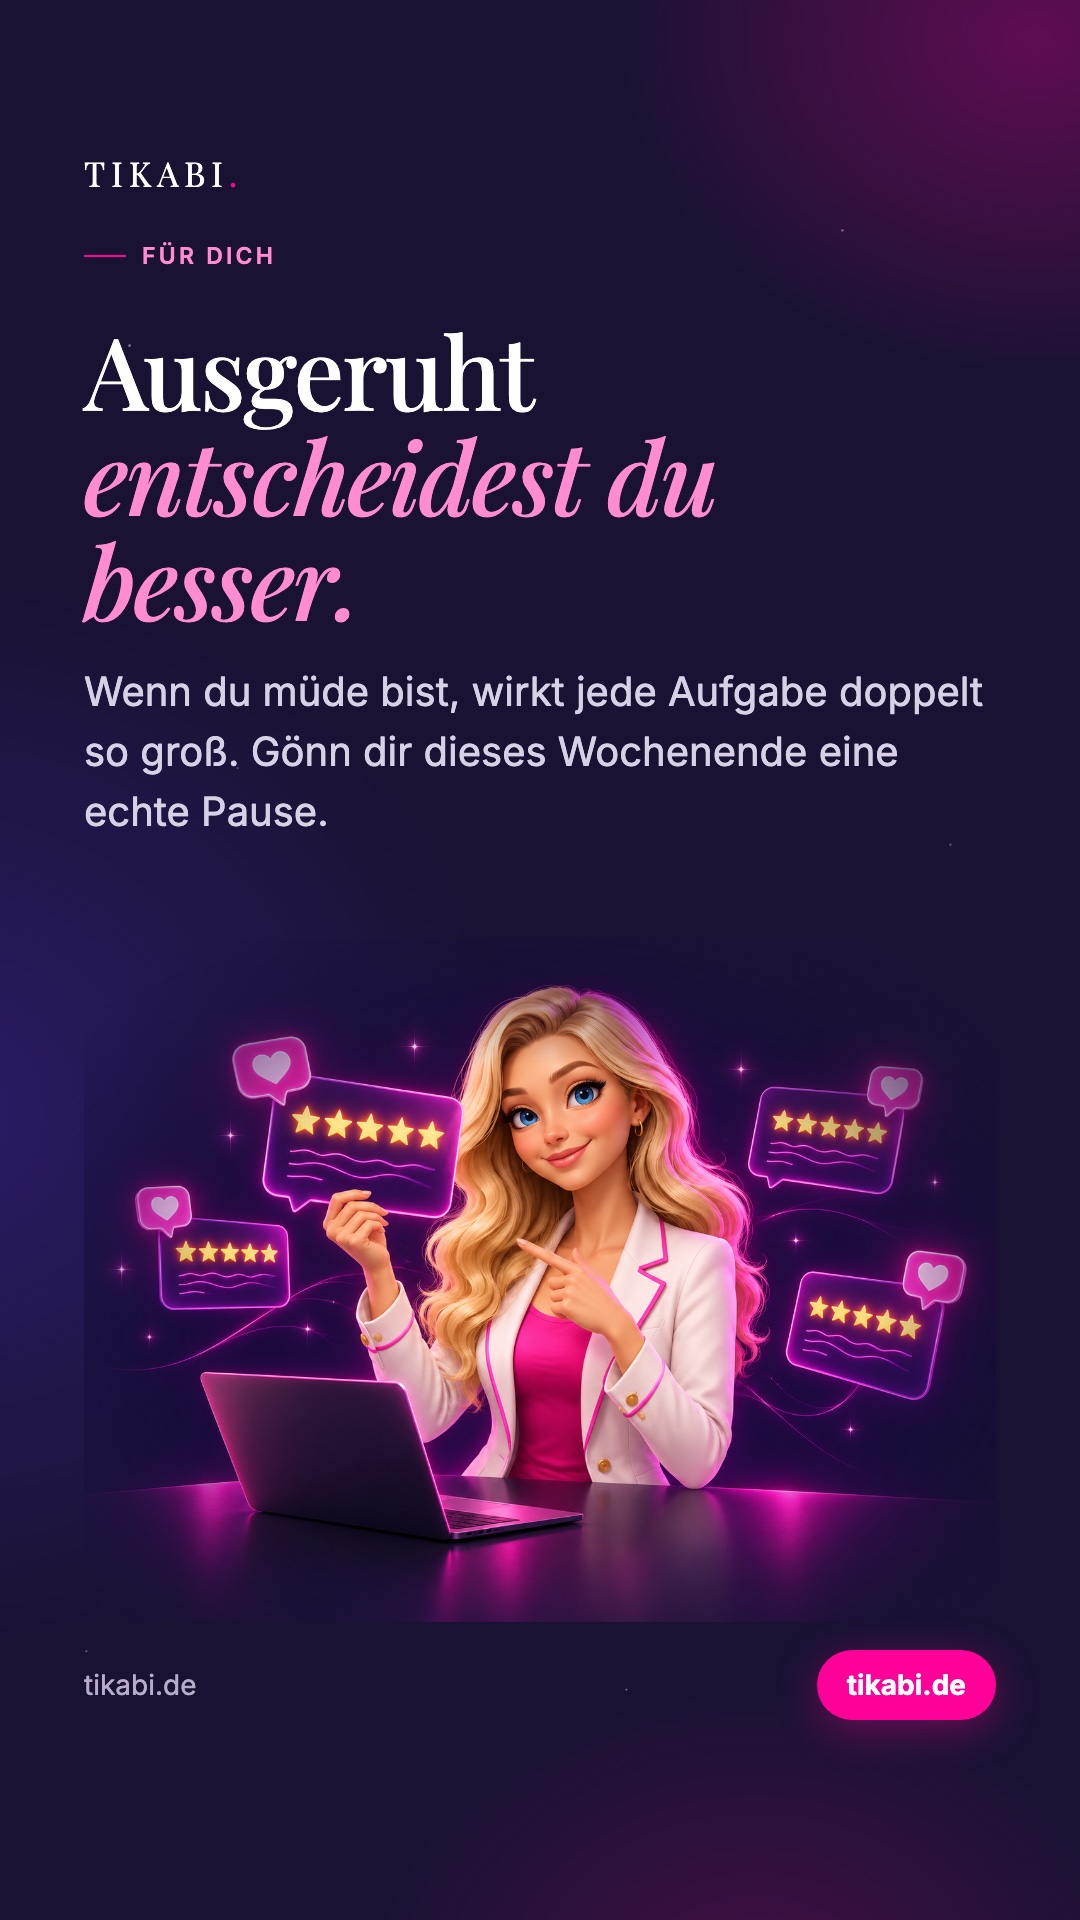 TIKABI.
FÜR DICH
Ausgeruht
entscheidest du
besser.
Wenn du müde bist, wirkt jede Aufgabe doppelt
so groß. Gönn dir dieses Wochenende eine
echte Pause.
tikabi.de
tikabi.de